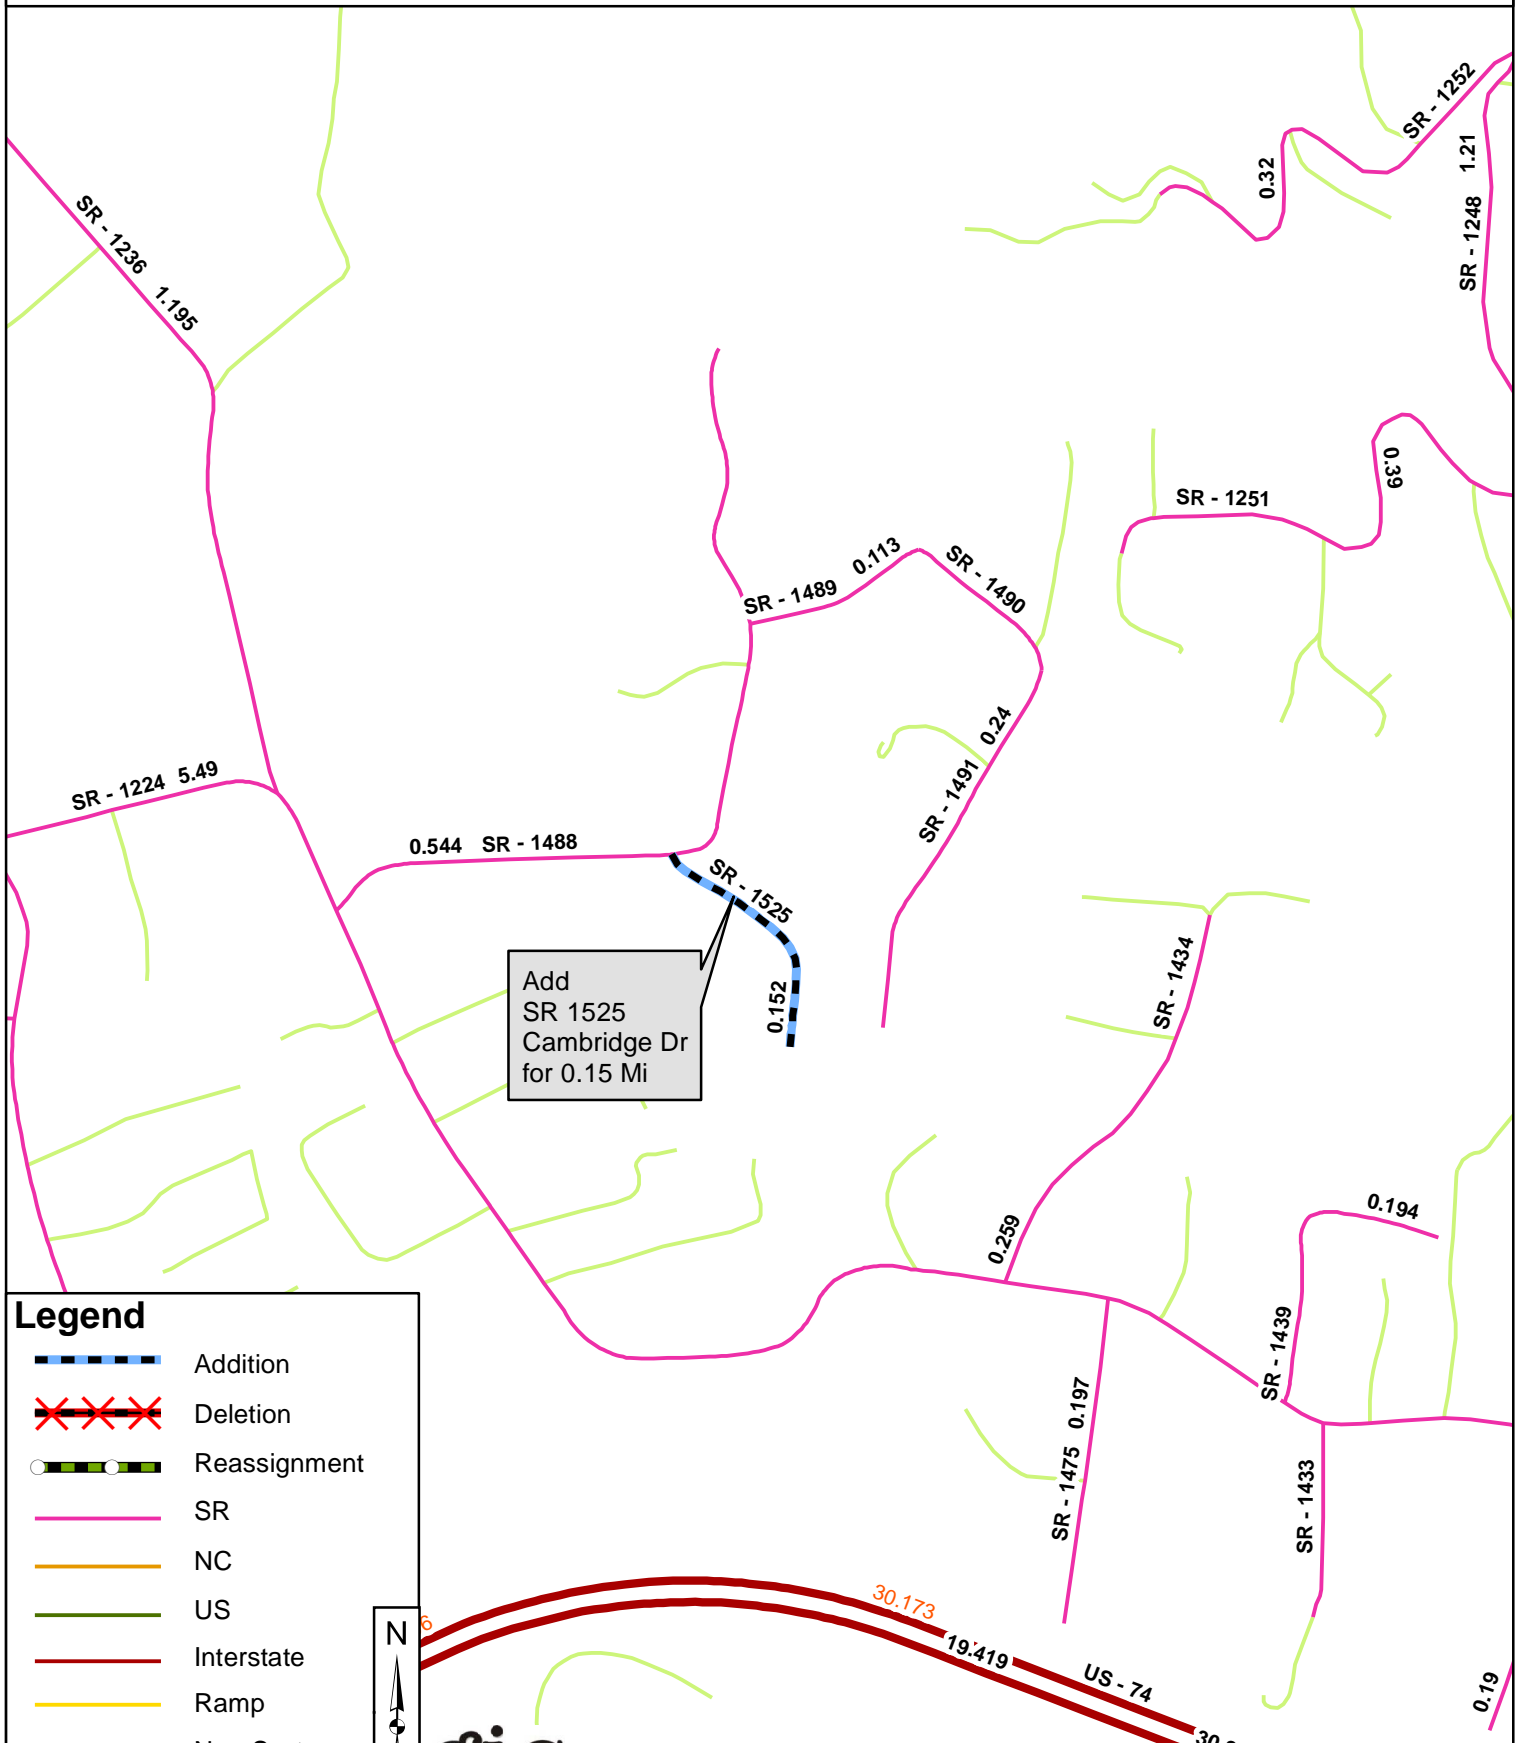 SR - 1252
1.21
0.32
SR - 1248
SR - 1236
1.195
0.39
SR - 1251
0.113
SR - 1490
SR - 1489
0.24
SR - 1491
SR - 1224 5.49
0.544 SR - 1488
SR - 1525
0.152
Add
SR 1525
Cambridge Dr
for 0.15 Mi
SR - 1434
0.259
0.194
SR - 1439
SR - 1475 0.197
SR - 1433
Legend
Addition
Deletion
Reassignment
SR
NC
US
Interstate
Ramp
N
6
30.173
19.419
US - 74
0.19